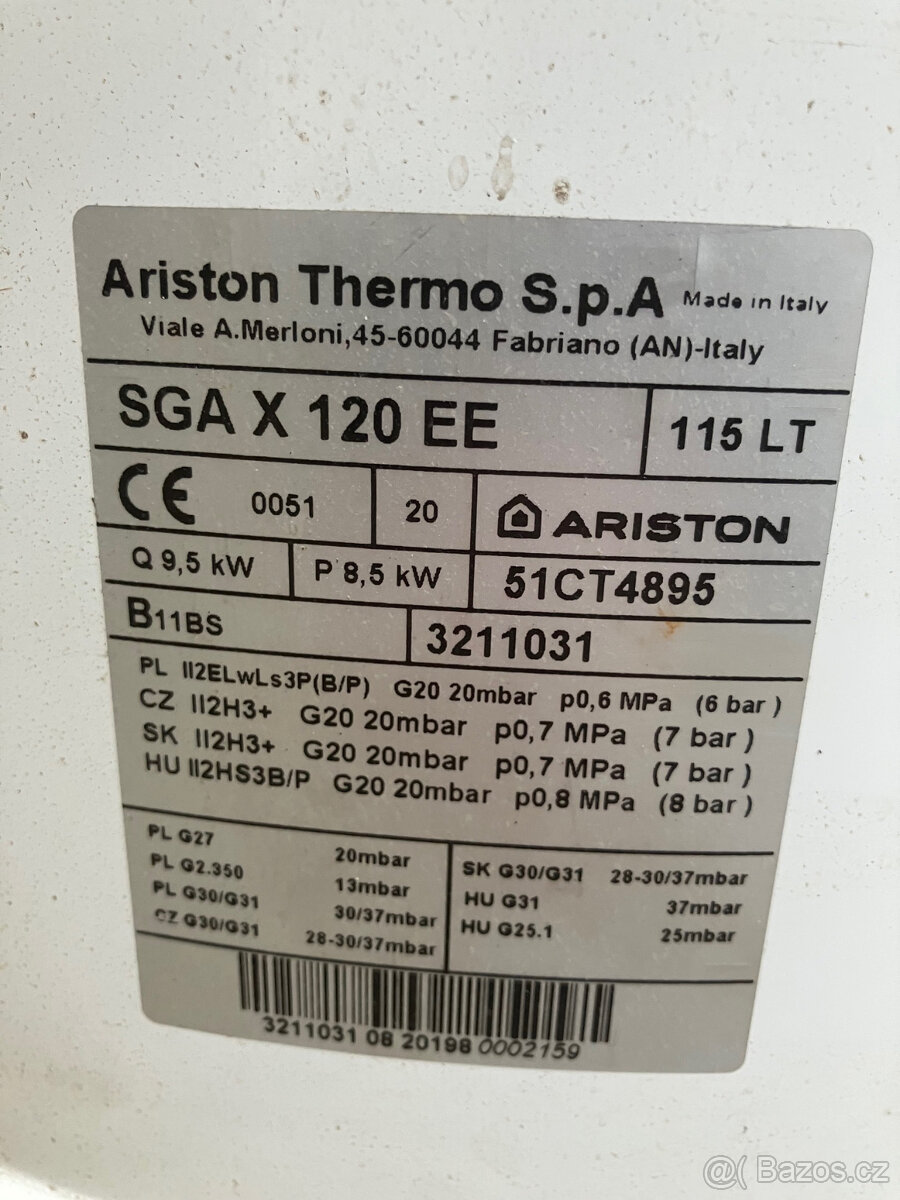 Ariston Thermo S.p.A Made in Italy
Viale A.Merloni,45-60044 Fabriano (AN)-Italy
SGA X 120 EE 115 LT
CE 0051 20 ARISTON
Q 9,5 kW P 8,5 kW 51CT4895
B11BS 3211031
PL II2ELwLs3P(B/P) G20 20mbar p0,6 MPa (6 bar )
CZ II2H3+ G20 20mbar p0,7 MPa (7 bar )
SK II2H3+ G20 20mbar p0,7 MPa (7 bar )
HU II2HS3B/P G20 20mbar p0,8 MPa (8 bar )
PL G27 20mbar
PL G2.350 13mbar
PL G30/G31 30/37mbar
CZ G30/G31 28-30/37mbar
SK G30/G31 28-30/37mbar
HU G31 37mbar
HU G25.1 25mbar
3211031 08 20198 0002159
@( Bazos.cz